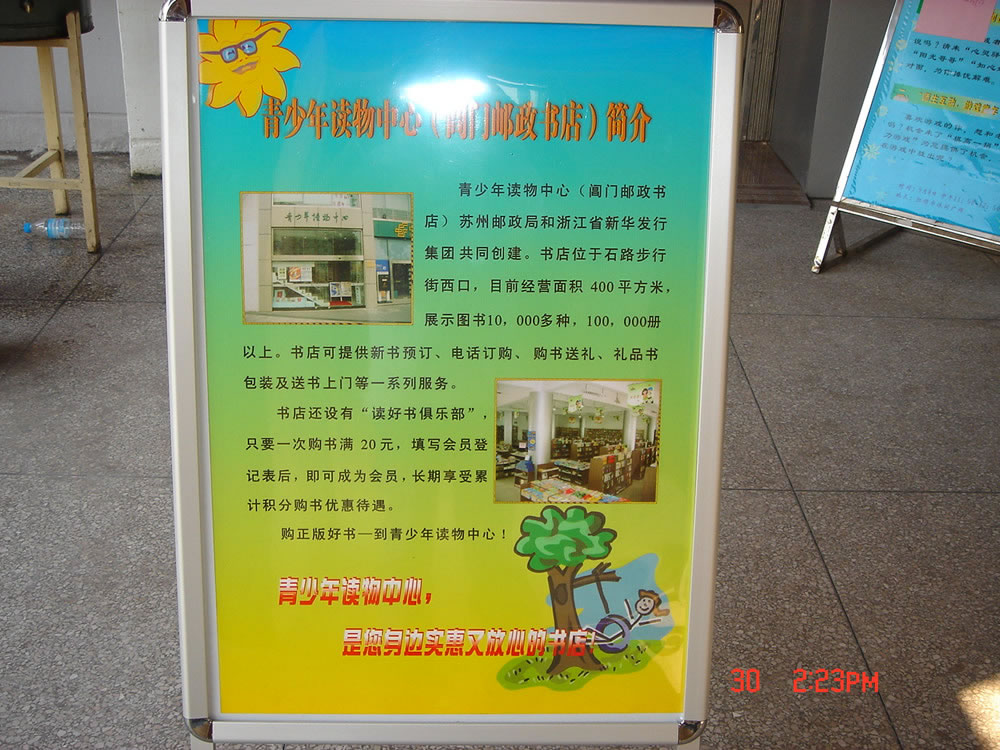 青少年读物中心（阊门邮政书店）简介
青少年读物中心（阊门邮政书
店）苏州邮政局和浙江省新华发行
集团共同创建。书店位于石路步行
街西口，目前经营面积 400 平方米，
展示图书10，000多种，100，000册
以上。书店可提供新书预订、电话订购、购书送礼、礼品书
包装及送书上门等一系列服务。
书店还设有“读好书俱乐部”，
只要一次购书满 20 元，填写会员登
记表后，即可成为会员，长期享受累
计积分购书优惠待遇。
购正版好书—到青少年读物中心！
青少年读物中心，
是您身边实惠又放心的书店！
青少年读物中心
30 2:23PM